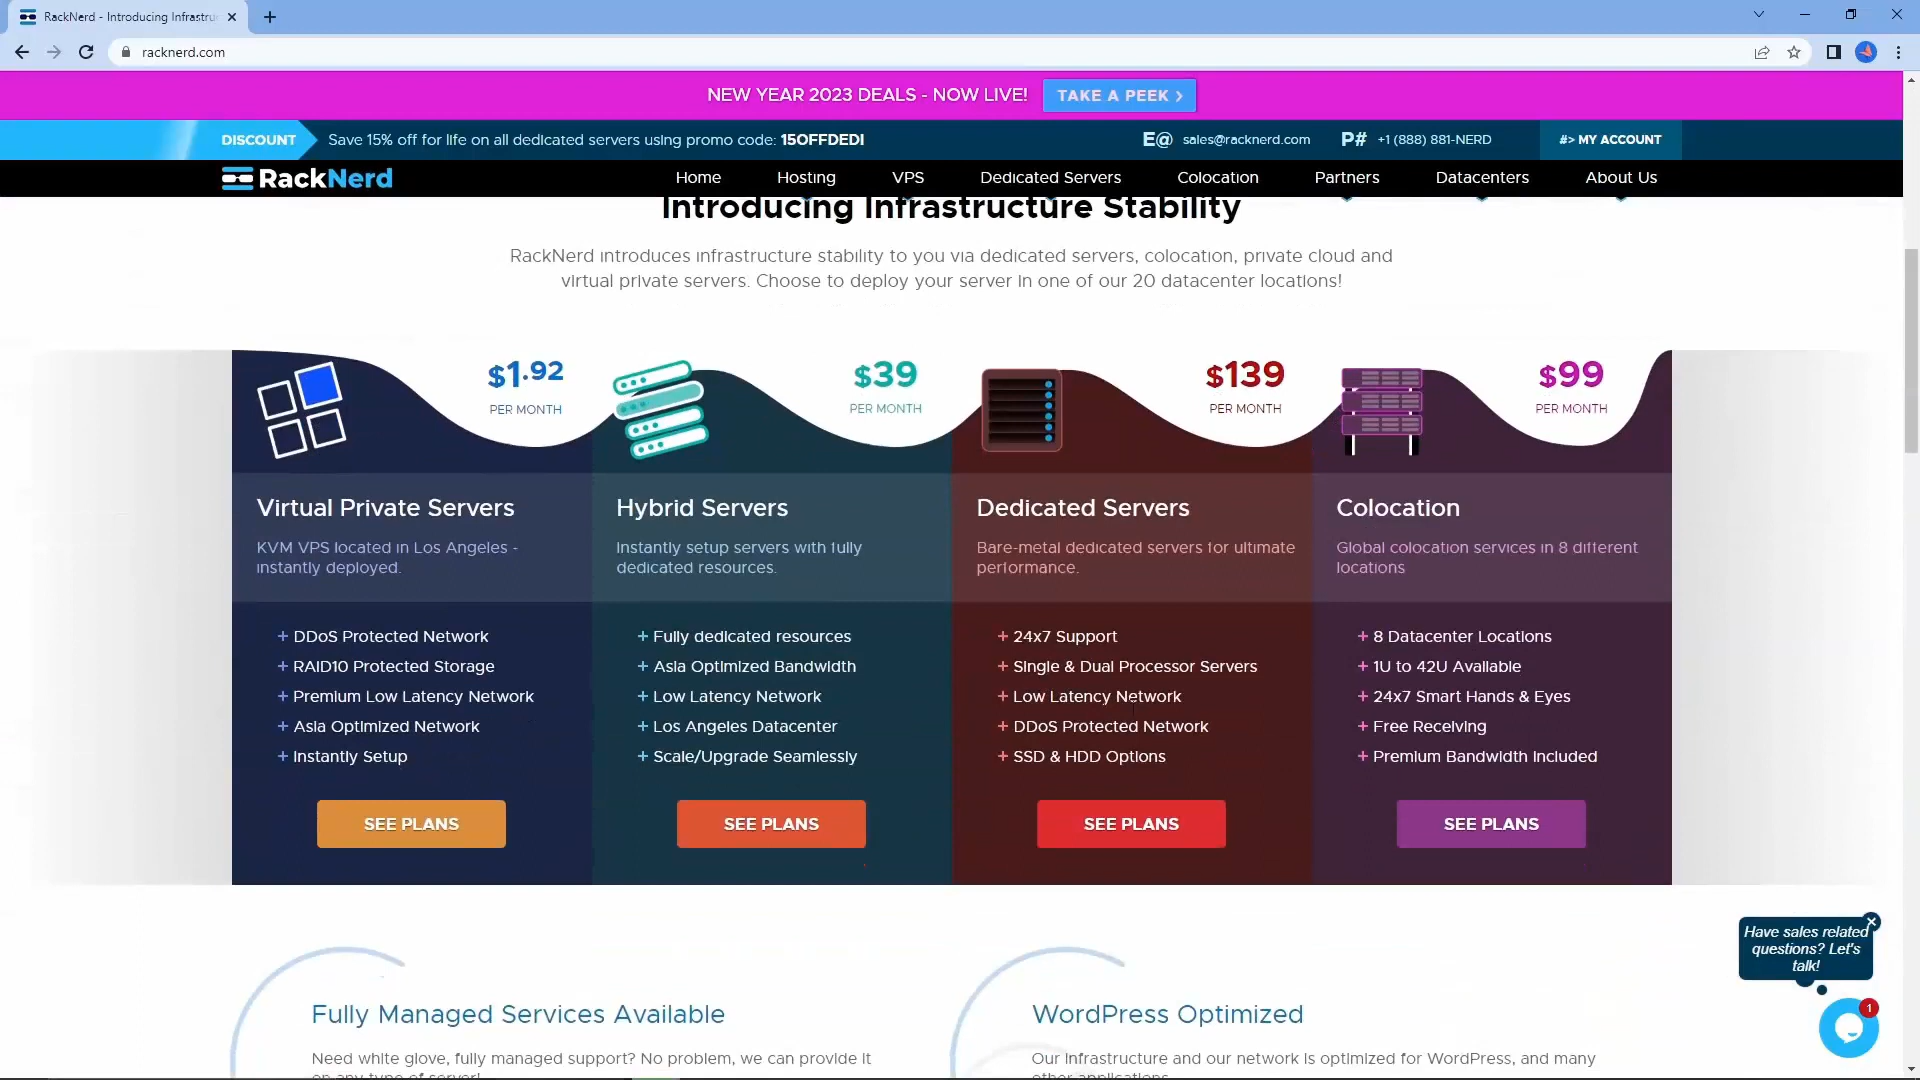 RackNerd - Introducing Infrastru
racknerd.com
NEW YEAR 2023 DEALS - NOW LIVE!
TAKE A PEEK >
DISCOUNT
Save 15% off for life on all dedicated servers using promo code: 15OFFDEDI
E@ sales@racknerd.com
P# +1 (888) 881-NERD
#> MY ACCOUNT
RackNerd
Home
Hosting
VPS
Dedicated Servers
Colocation
Partners
Datacenters
About Us
Introducing Infrastructure Stability
RackNerd introduces infrastructure stability to you via dedicated servers, colocation, private cloud and
virtual private servers. Choose to deploy your server in one of our 20 datacenter locations!
$1.92
PER MONTH
Virtual Private Servers
KVM VPS located in Los Angeles -
instantly deployed.
+ DDoS Protected Network
+ RAID10 Protected Storage
+ Premium Low Latency Network
+ Asia Optimized Network
+ Instantly Setup
SEE PLANS
$39
PER MONTH
Hybrid Servers
Instantly setup servers with fully
dedicated resources.
+ Fully dedicated resources
+ Asia Optimized Bandwidth
+ Low Latency Network
+ Los Angeles Datacenter
+ Scale/Upgrade Seamlessly
SEE PLANS
$139
PER MONTH
Dedicated Servers
Bare-metal dedicated servers for ultimate
performance.
+ 24x7 Support
+ Single & Dual Processor Servers
+ Low Latency Network
+ DDoS Protected Network
+ SSD & HDD Options
SEE PLANS
$99
PER MONTH
Colocation
Global colocation services in 8 different
locations
+ 8 Datacenter Locations
+ 1U to 42U Available
+ 24x7 Smart Hands & Eyes
+ Free Receiving
+ Premium Bandwidth Included
SEE PLANS
Have sales related
questions? Let's
talk!
1
Fully Managed Services Available
Need white glove, fully managed support? No problem, we can provide it
on any type of server!
WordPress Optimized
Our infrastructure and our network is optimized for WordPress, and many
other applications